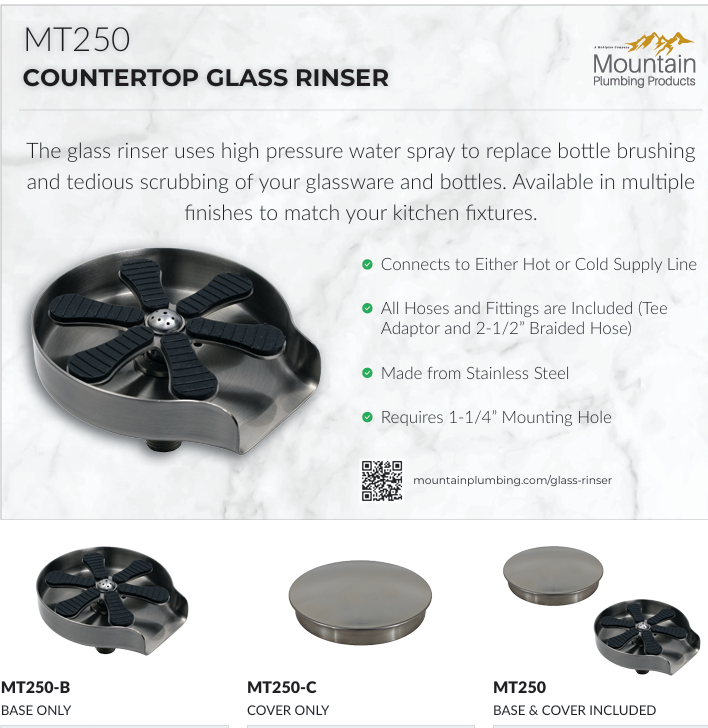 MT250
COUNTERTOP GLASS RINSER
A McAlpine Company
Mountain
Plumbing Products
The glass rinser uses high pressure water spray to replace bottle brushing
and tedious scrubbing of your glassware and bottles. Available in multiple
finishes to match your kitchen fixtures.
Connects to Either Hot or Cold Supply Line
All Hoses and Fittings are Included (Tee
Adaptor and 2-1/2” Braided Hose)
Made from Stainless Steel
Requires 1-1/4” Mounting Hole
mountainplumbing.com/glass-rinser
MT250-B
BASE ONLY
MT250-C
COVER ONLY
MT250
BASE & COVER INCLUDED